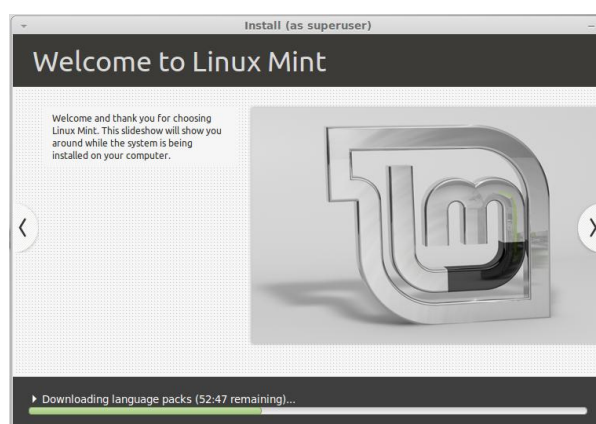 Install (as superuser)
Welcome to Linux Mint
Welcome and thank you for choosing
Linux Mint. This slideshow will show you
around while the system is being
installed on your computer.
lm
Downloading language packs (52:47 remaining)...